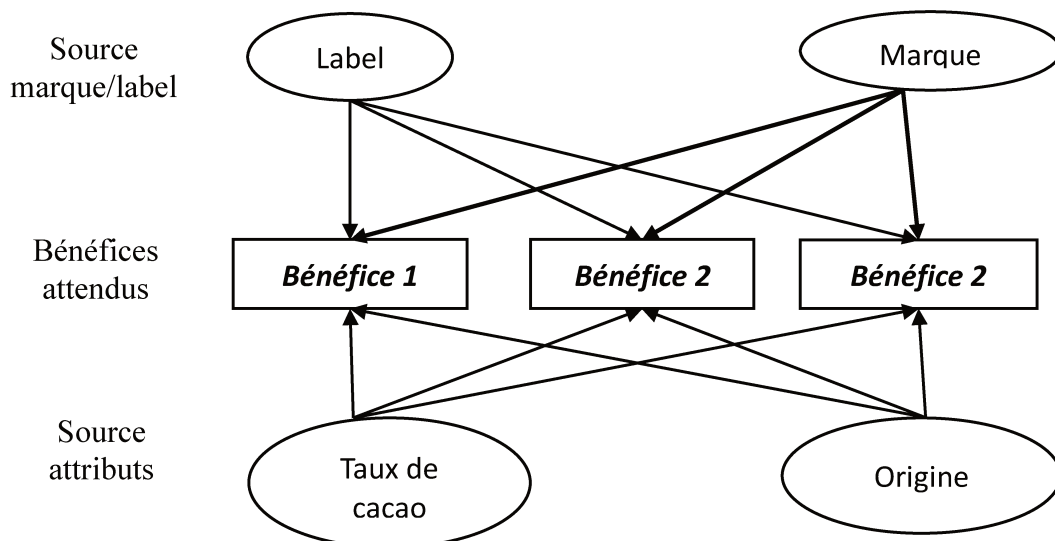 Source
marque/label
Label
Marque
Bénéfices
attendus
Bénéfice 1
Bénéfice 2
Bénéfice 2
Source
attributs
Taux de
cacao
Origine